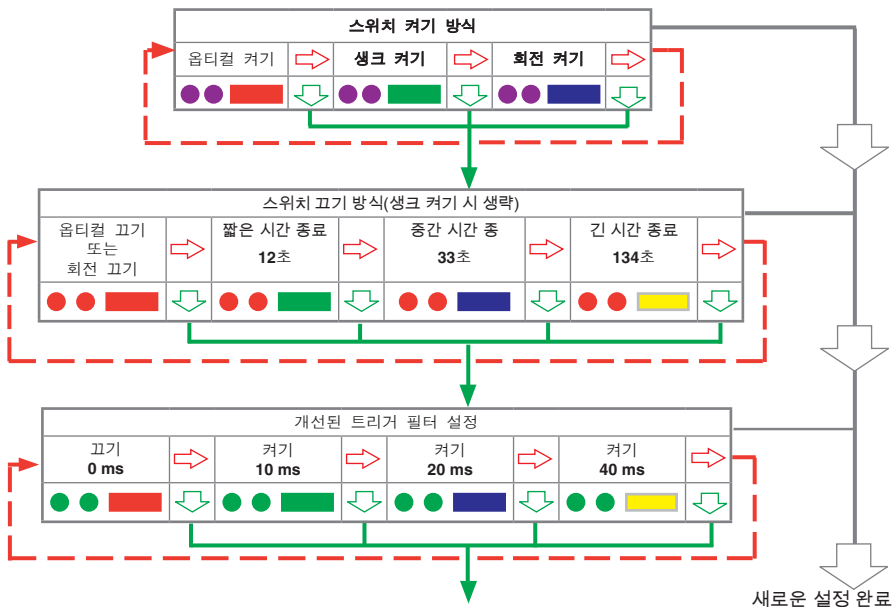 스위치 켜기 방식
옵티컬 켜기
생크 켜기
회전 켜기
스위치 끄기 방식(생크 켜기 시 생략)
옵티컬 끄기
또는
회전 끄기
짧은 시간 종료
12초
중간 시간 종
33초
긴 시간 종료
134초
개선된 트리거 필터 설정
끄기
0 ms
켜기
10 ms
켜기
20 ms
켜기
40 ms
새로운 설정 완료